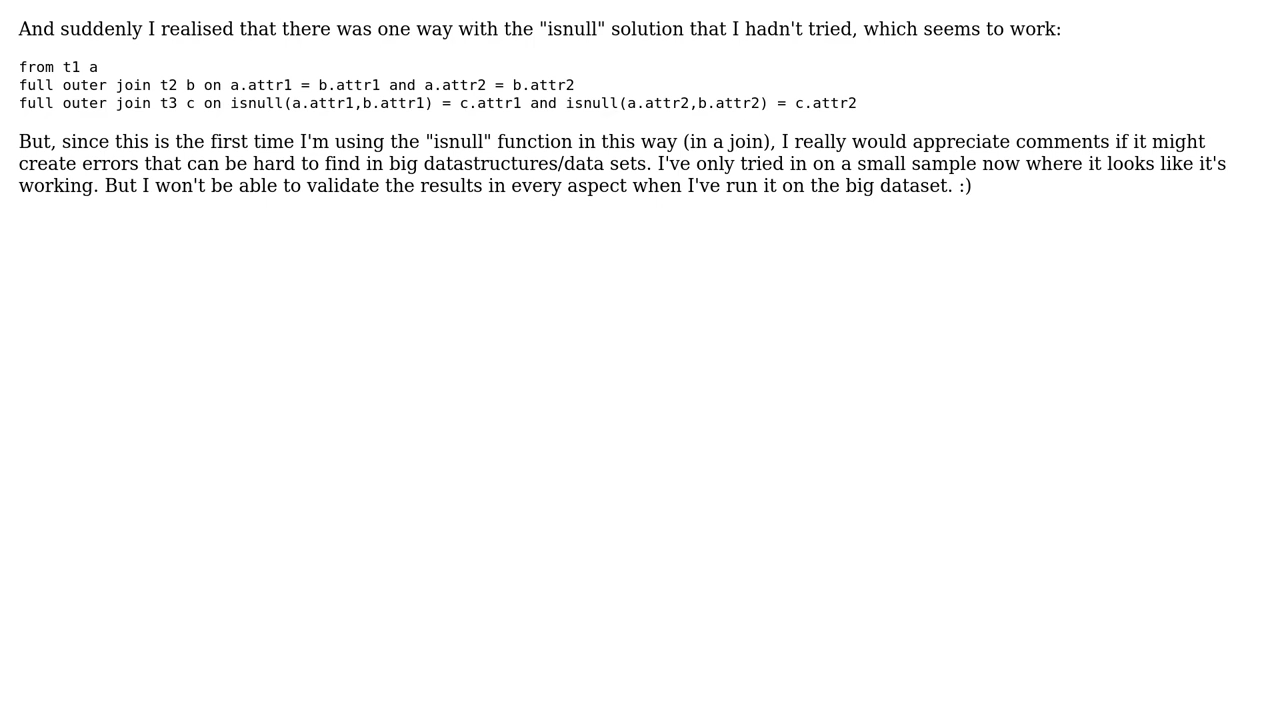 And suddenly I realised that there was one way with the "isnull" solution that I hadn't tried, which seems to work:
from t1 a
full outer join t2 b on a.attr1 = b.attr1 and a.attr2 = b.attr2
full outer join t3 c on isnull(a.attr1,b.attr1) = c.attr1 and isnull(a.attr2,b.attr2) = c.attr2
But, since this is the first time I'm using the "isnull" function in this way (in a join), I really would appreciate comments if it might
create errors that can be hard to find in big datastructures/data sets. I've only tried in on a small sample now where it looks like it's
working. But I won't be able to validate the results in every aspect when I've run it on the big dataset. :)